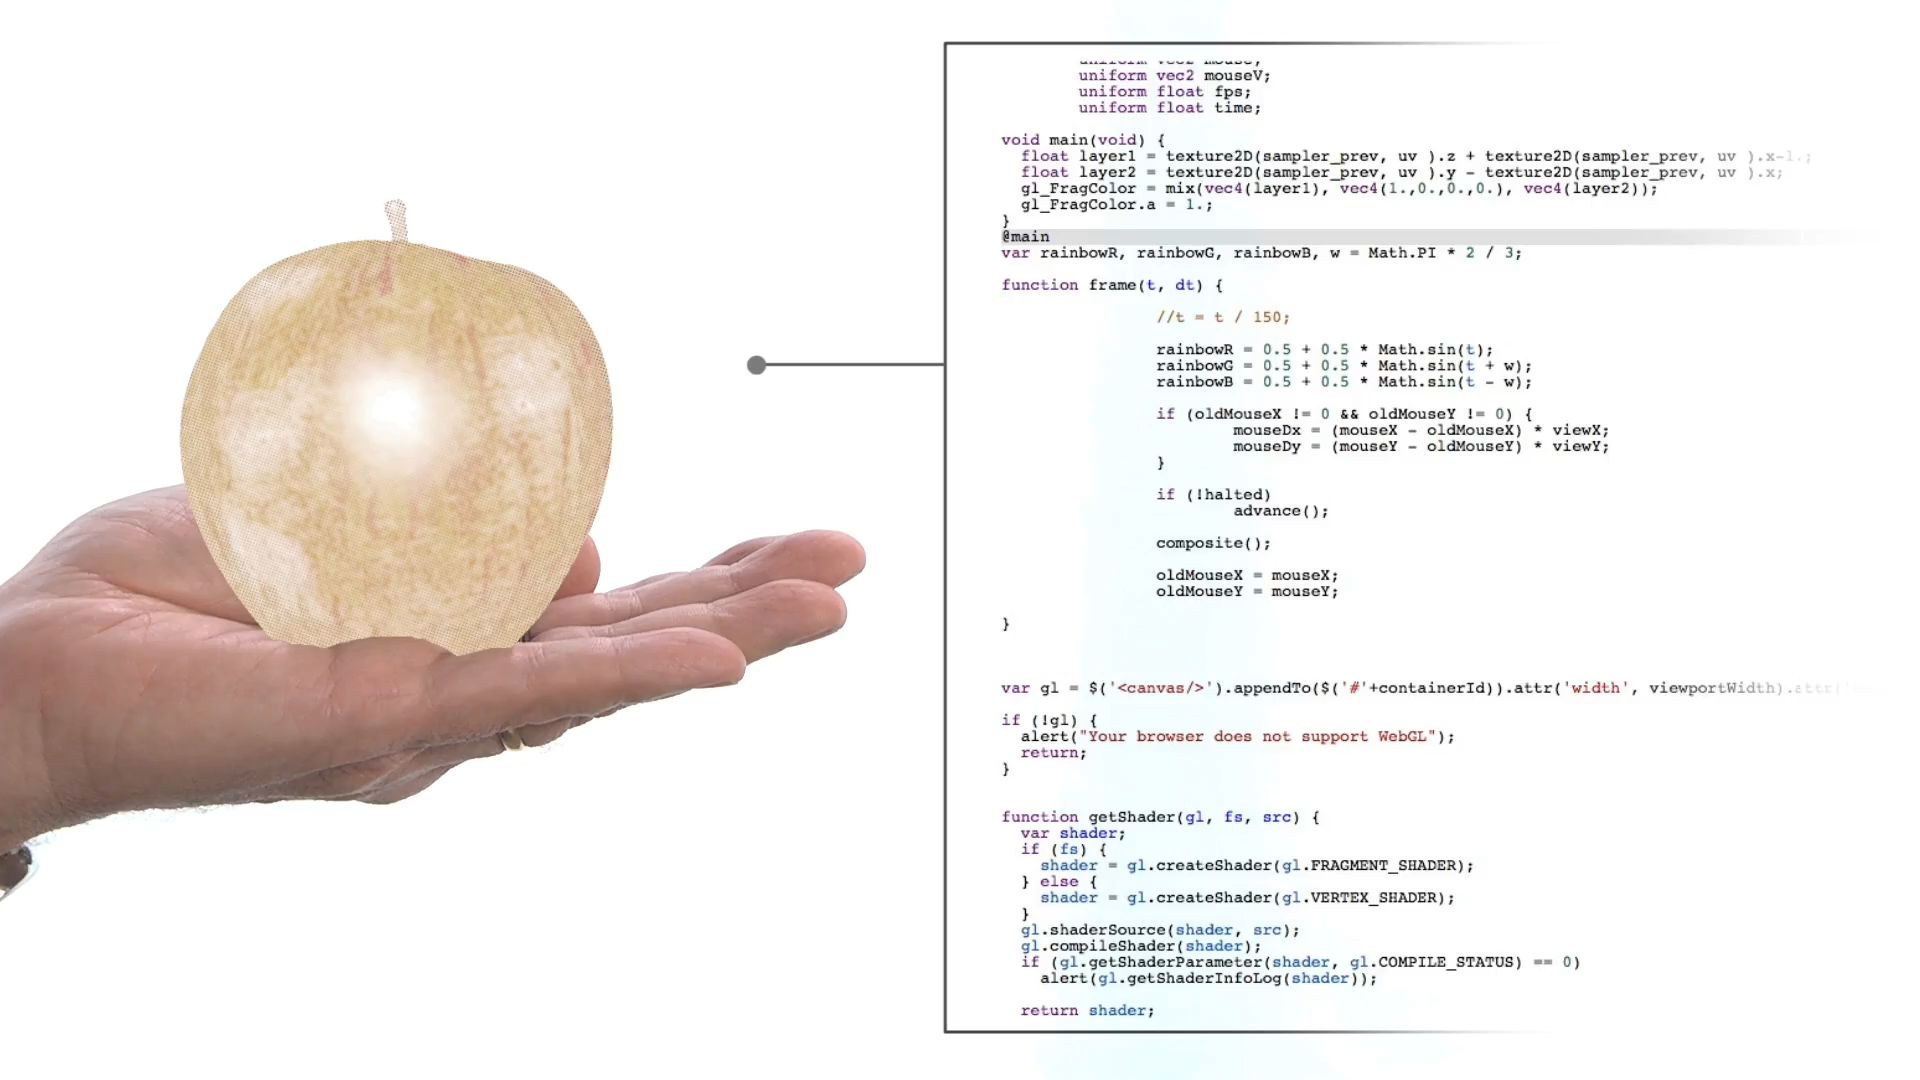 uniform vec2 mouse;
uniform vec2 mouseV;
uniform float fps;
uniform float time;
void main(void) {
float layer1 = texture2D(sampler_prev, uv ).z + texture2D(sampler_prev, uv ).x-1.;
float layer2 = texture2D(sampler_prev, uv ).y - texture2D(sampler_prev, uv ).x;
gl_FragColor = mix(vec4(layer1), vec4(1.,0.,0.,0.), vec4(layer2));
gl_FragColor.a = 1.;
}
@main
var rainbowR, rainbowG, rainbowB, w = Math.PI * 2 / 3;
function frame(t, dt) {
//t = t / 150;
rainbowR = 0.5 + 0.5 * Math.sin(t);
rainbowG = 0.5 + 0.5 * Math.sin(t + w);
rainbowB = 0.5 + 0.5 * Math.sin(t - w);
if (oldMouseX != 0 && oldMouseY != 0) {
mouseDx = (mouseX - oldMouseX) * viewX;
mouseDy = (mouseY - oldMouseY) * viewY;
}
if (!halted)
advance();
composite();
oldMouseX = mouseX;
oldMouseY = mouseY;
}
var gl = $('<canvas/>').appendTo($('#'+containerId)).attr('width', viewportWidth).attr('
if (!gl) {
alert("Your browser does not support WebGL");
return;
}
function getShader(gl, fs, src) {
var shader;
if (fs) {
shader = gl.createShader(gl.FRAGMENT_SHADER);
} else {
shader = gl.createShader(gl.VERTEX_SHADER);
}
gl.shaderSource(shader, src);
gl.compileShader(shader);
if (gl.getShaderParameter(shader, gl.COMPILE_STATUS) == 0)
alert(gl.getShaderInfoLog(shader));
return shader;